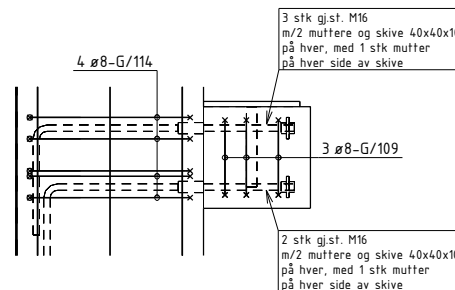 3 stk gj.st. M16
m/2 muttere og skive 40x40x10
på hver, med 1 stk mutter
på hver side av skive
4 ø8-G/114
3 ø8-G/109
2 stk gj.st. M16
m/2 muttere og skive 40x40x10
på hver, med 1 stk mutter
på hver side av skive